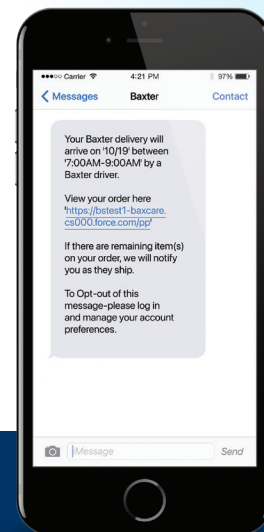 Carrier 4:21 PM 97%
Messages Baxter Contact
Your Baxter delivery will
arrive on '10/19' between
'7:00AM-9:00AM' by a
Baxter driver.
View your order here
'https://bstest1-baxcare.
cs000.force.com/pp'
If there are remaining item(s)
on your order, we will notify
you as they ship.
To Opt-out of this
message-please log in
and manage your account
preferences.
iMessage Send